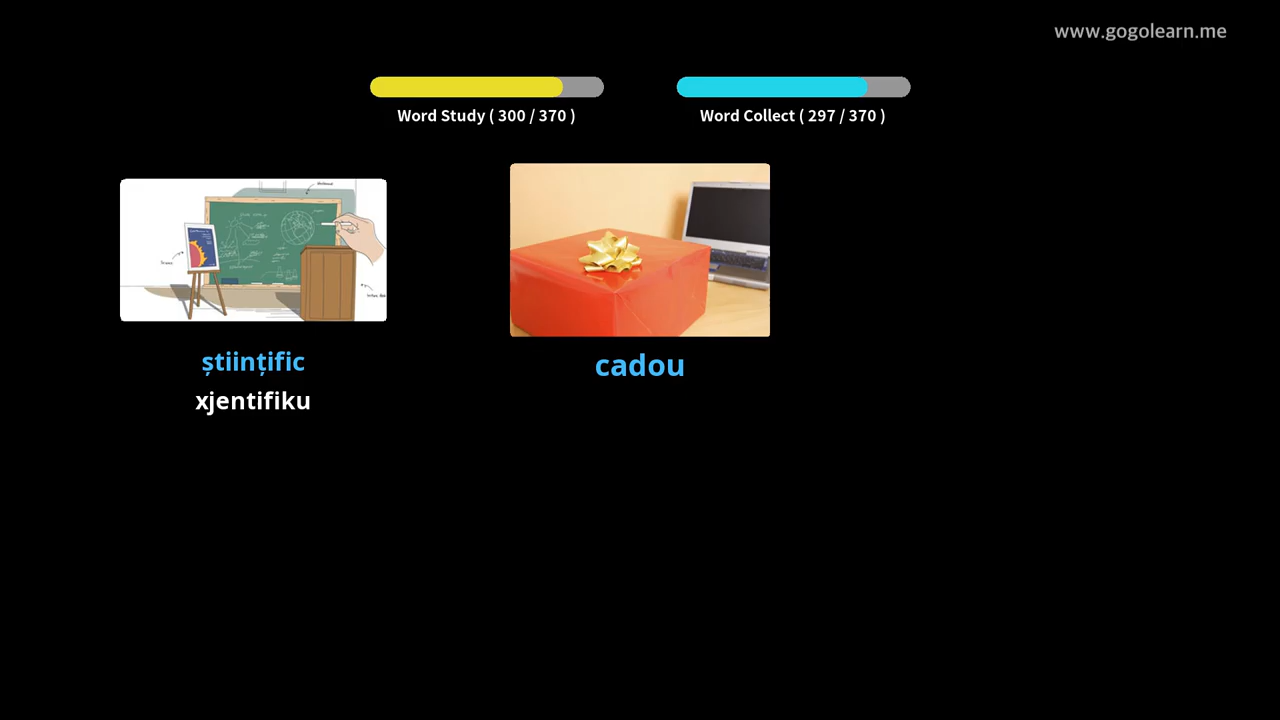 www.gogolearn.me
Word Study ( 300 / 370 )
Word Collect ( 297 / 370 )
științific
xjentifiku
cadou